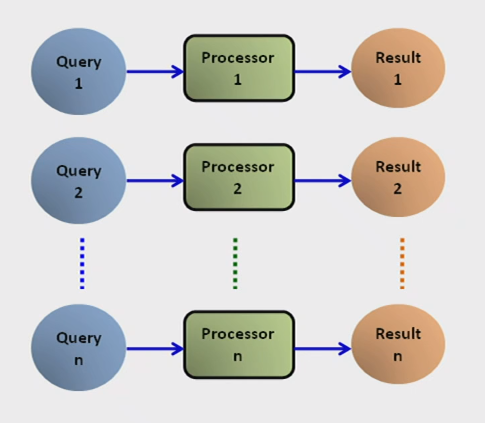 Query
1
Processor
1
Result
1
Query
2
Processor
2
Result
2
Query
n
Processor
n
Result
n